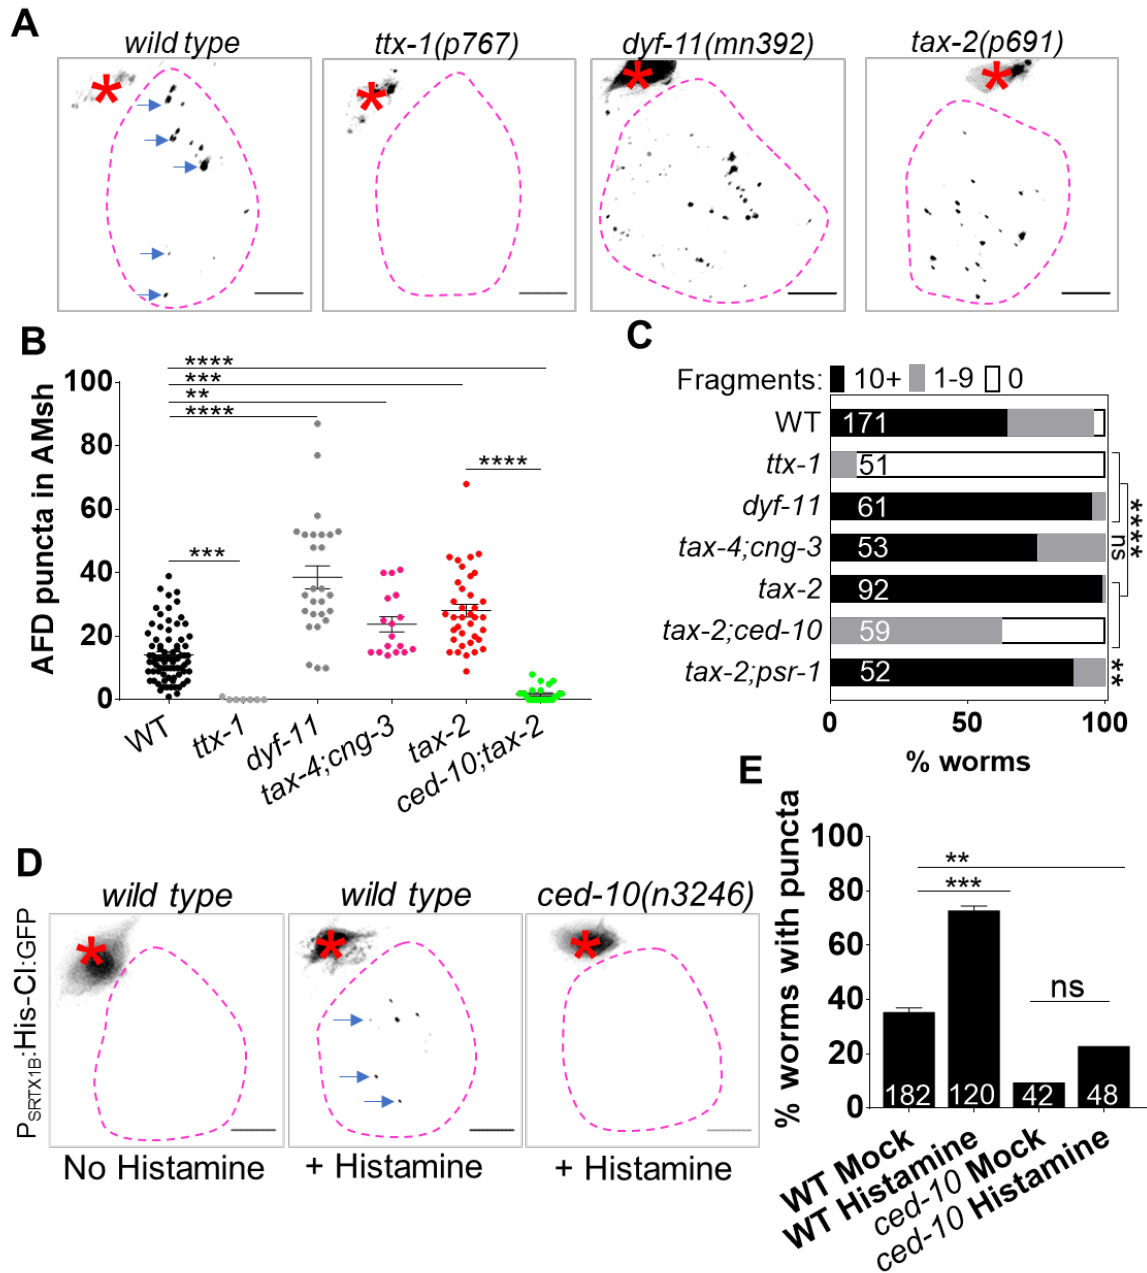 A
wild type
ttx-1(p767)
dyf-11(mn392)
tax-2(p691)
*
*
*
*
B
AFD puncta in AMsh
100
80
60
40
20
0
****
***
**
****
***
****
WT
ttx-1
dyf-11
tax-4;cng-3
tax-2
ced-10;tax-2
C
Fragments: 10+ 1-9 0
WT 171
ttx-1 51
dyf-11 61
tax-4;cng-3 53
tax-2 92
tax-2;ced-10 59
tax-2;psr-1 52
****
ns
**
0 50 100
% worms
D
PSRTX1B:His-Cl:GFP
wild type
wild type
ced-10(n3246)
*
*
*
No Histamine
+ Histamine
+ Histamine
E
% worms with puncta
100
80
60
40
20
0
**
***
ns
182 120 42 48
WT Mock
WT Histamine
ced-10 Mock
ced-10 Histamine